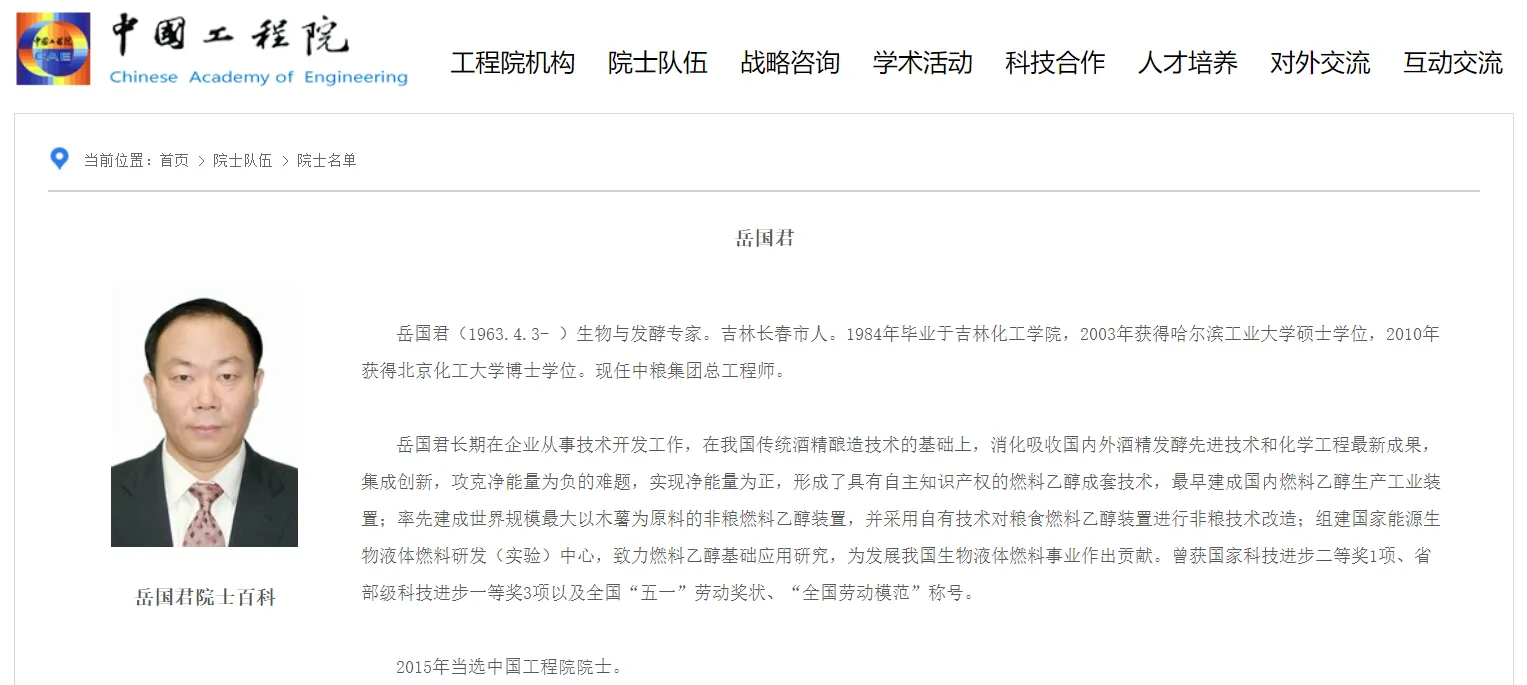 中国工程院
CAE
中國工程院
Chinese Academy of Engineering
工程院机构 院士队伍 战略咨询 学术活动 科技合作 人才培养 对外交流 互动交流
当前位置：首页 > 院士队伍 > 院士名单
岳国君
岳国君（1963.4.3- ）生物与发酵专家。吉林长春市人。1984年毕业于吉林化工学院，2003年获得哈尔滨工业大学硕士学位，2010年
获得北京化工大学博士学位。现任中粮集团总工程师。
岳国君长期在企业从事技术开发工作，在我国传统酒精酿造技术的基础上，消化吸收国内外酒精发酵先进技术和化学工程最新成果，
集成创新，攻克净能量为负的难题，实现净能量为正，形成了具有自主知识产权的燃料乙醇成套技术，最早建成国内燃料乙醇生产工业装
置；率先建成世界规模最大以木薯为原料的非粮燃料乙醇装置，并采用自有技术对粮食燃料乙醇装置进行非粮技术改造；组建国家能源生
物液体燃料研发（实验）中心，致力燃料乙醇基础应用研究，为发展我国生物液体燃料事业作出贡献。曾获国家科技进步二等奖1项、省
部级科技进步一等奖3项以及全国“五一”劳动奖状、“全国劳动模范”称号。
2015年当选中国工程院院士。
岳国君院士百科